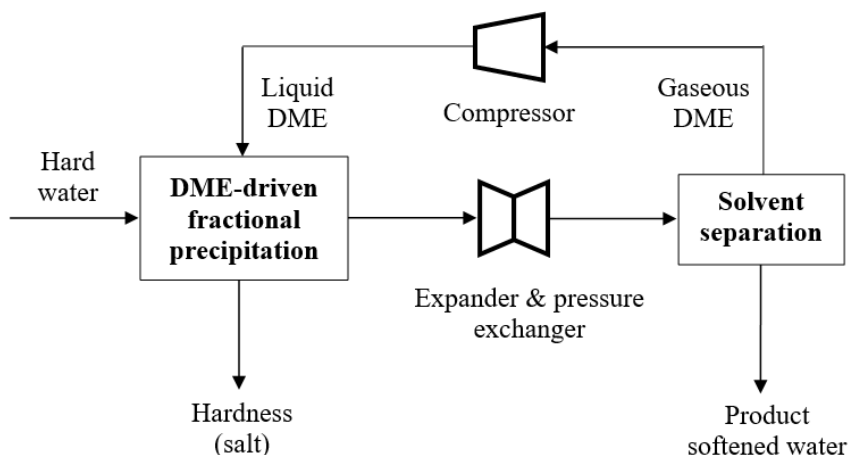 Liquid
DME
Compressor
Gaseous
DME
Hard
water
DME-driven
fractional
precipitation
Expander & pressure
exchanger
Solvent
separation
Hardness
(salt)
Product
softened water